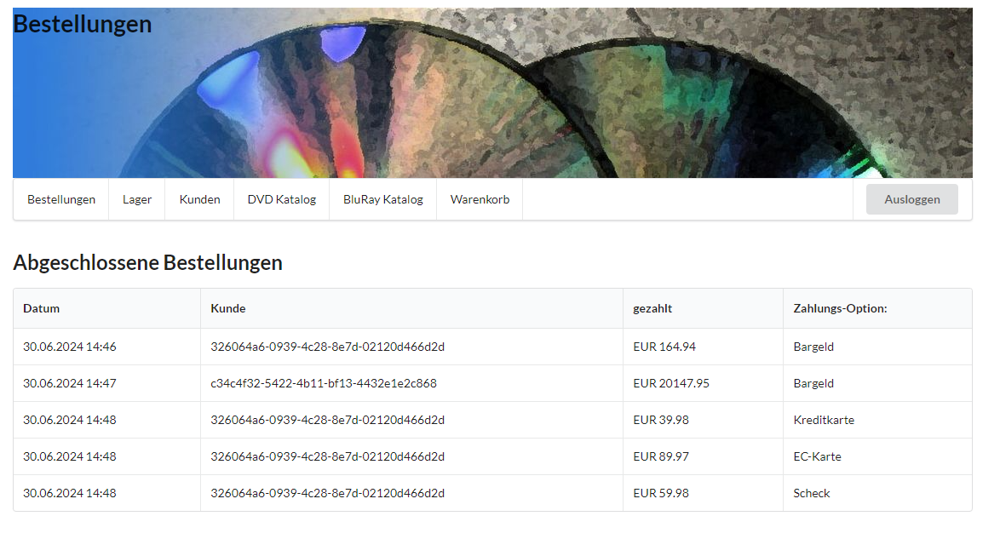 Bestellungen
Bestellungen Lager Kunden DVD Katalog BluRay Katalog Warenkorb Ausloggen
Abgeschlossene Bestellungen
Datum Kunde gezahlt Zahlungs-Option:
30.06.2024 14:46 326064a6-0939-4c28-8e7d-02120d466d2d EUR 164.94 Bargeld
30.06.2024 14:47 c34c4f32-5422-4b11-bf13-4432e1e2c868 EUR 20147.95 Bargeld
30.06.2024 14:48 326064a6-0939-4c28-8e7d-02120d466d2d EUR 39.98 Kreditkarte
30.06.2024 14:48 326064a6-0939-4c28-8e7d-02120d466d2d EUR 89.97 EC-Karte
30.06.2024 14:48 326064a6-0939-4c28-8e7d-02120d466d2d EUR 59.98 Scheck